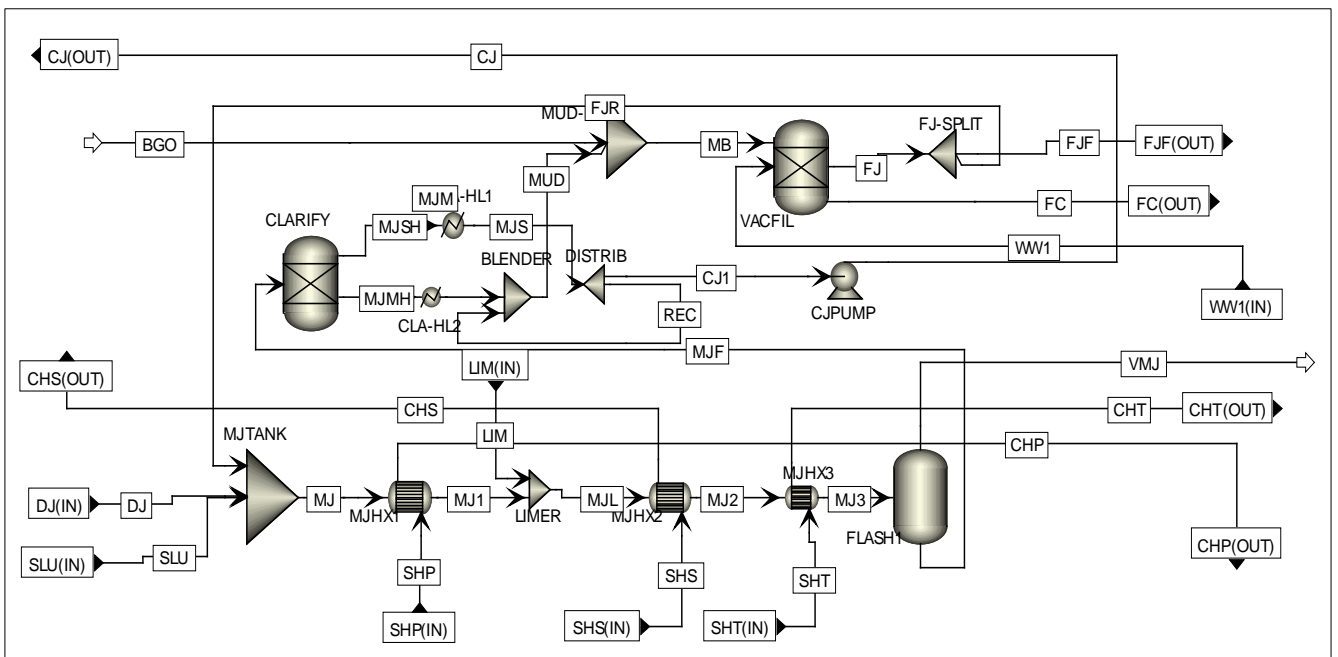 CJ(OUT)
CJ
MUD-
FJR
FJ-SPLIT
BGO
MB
FJF
FJF(OUT)
MUD
FJ
MJM
-HL1
CLARIFY
MJSH
MJS
VACFIL
FC
FC(OUT)
BLENDER
DISTRIB
WW1
CJ1
MJMH
REC
CLA-HL2
CJPUMP
WW1(IN)
MJF
LIM(IN)
VMJ
CHS(OUT)
CHS
CHT
CHT(OUT)
MJTANK
LIM
CHP
MJHX3
DJ(IN)
DJ
MJ
MJ1
MJL
MJ2
MJ3
MJHX1
LIMER
MJHX2
FLASH1
SLU(IN)
SLU
CHP(OUT)
SHP
SHS
SHT
SHP(IN)
SHS(IN)
SHT(IN)